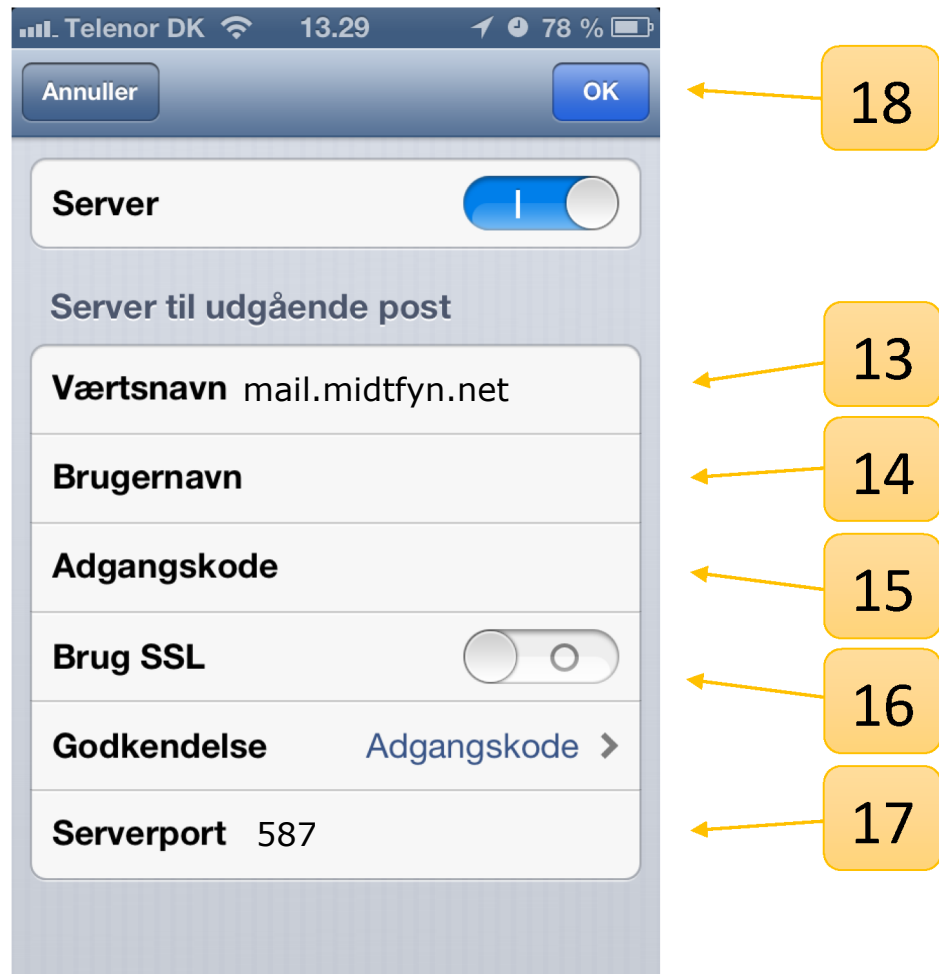 Telenor DK 13.29 78 %
Annuller OK 18
Server
Server til udgående post
Værtsnavn mail.midtfyn.net 13
Brugernavn 14
Adgangskode 15
Brug SSL 16
Godkendelse Adgangskode
Serverport 587 17